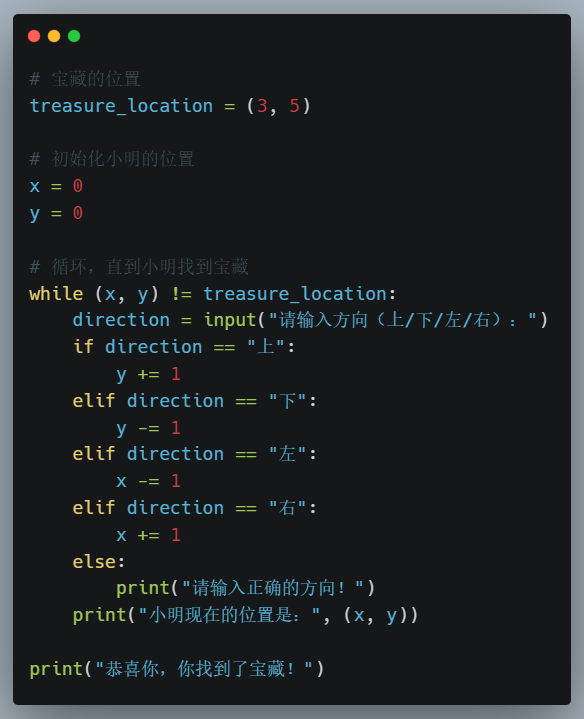 # 宝藏的位置
treasure_location = (3, 5)
# 初始化小明的位置
x = 0
y = 0
# 循环，直到小明找到宝藏
while (x, y) != treasure_location:
    direction = input("请输入方向（上/下/左/右）：")
    if direction == "上":
        y += 1
    elif direction == "下":
        y -= 1
    elif direction == "左":
        x -= 1
    elif direction == "右":
        x += 1
    else:
        print("请输入正确的方向！")
    print("小明现在的位置是：", (x, y))
print("恭喜你，你找到了宝藏！")